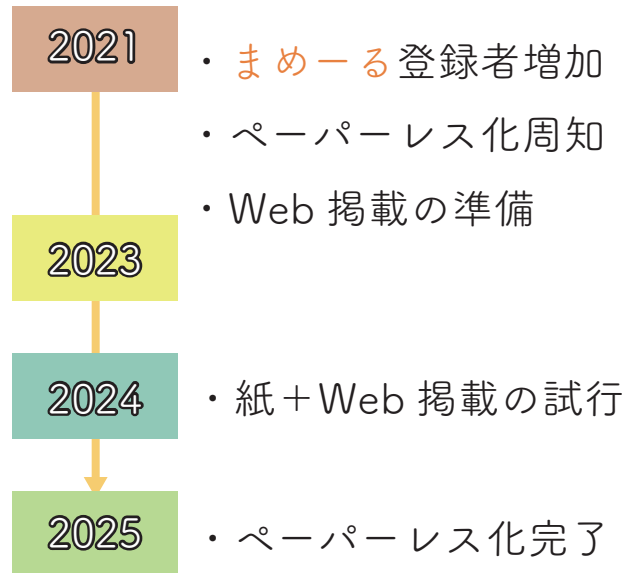 2021
・まめーる登録者増加
・ペーパーレス化周知
・Web 掲載の準備
2023
2024
・紙＋Web 掲載の試行
2025
・ペーパーレス化完了